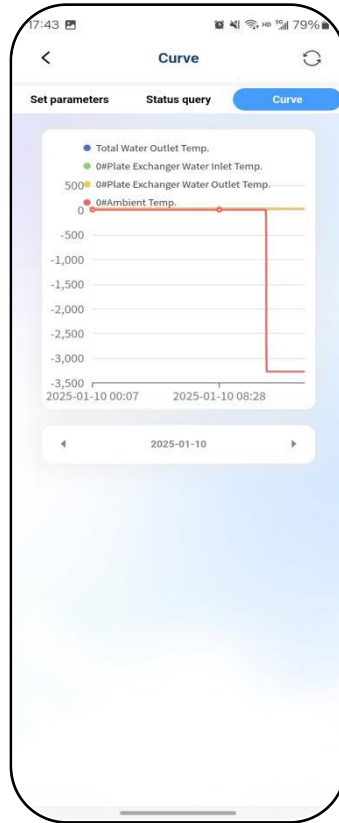 17:43 HD 5G 79%
Curve
Set parameters Status query Curve
Total Water Outlet Temp.
0#Plate Exchanger Water Inlet Temp.
0#Plate Exchanger Water Outlet Temp.
0#Ambient Temp.
500
0
-500
-1,000
-1,500
-2,000
-2,500
-3,000
-3,500
2025-01-10 00:07 2025-01-10 08:28
2025-01-10